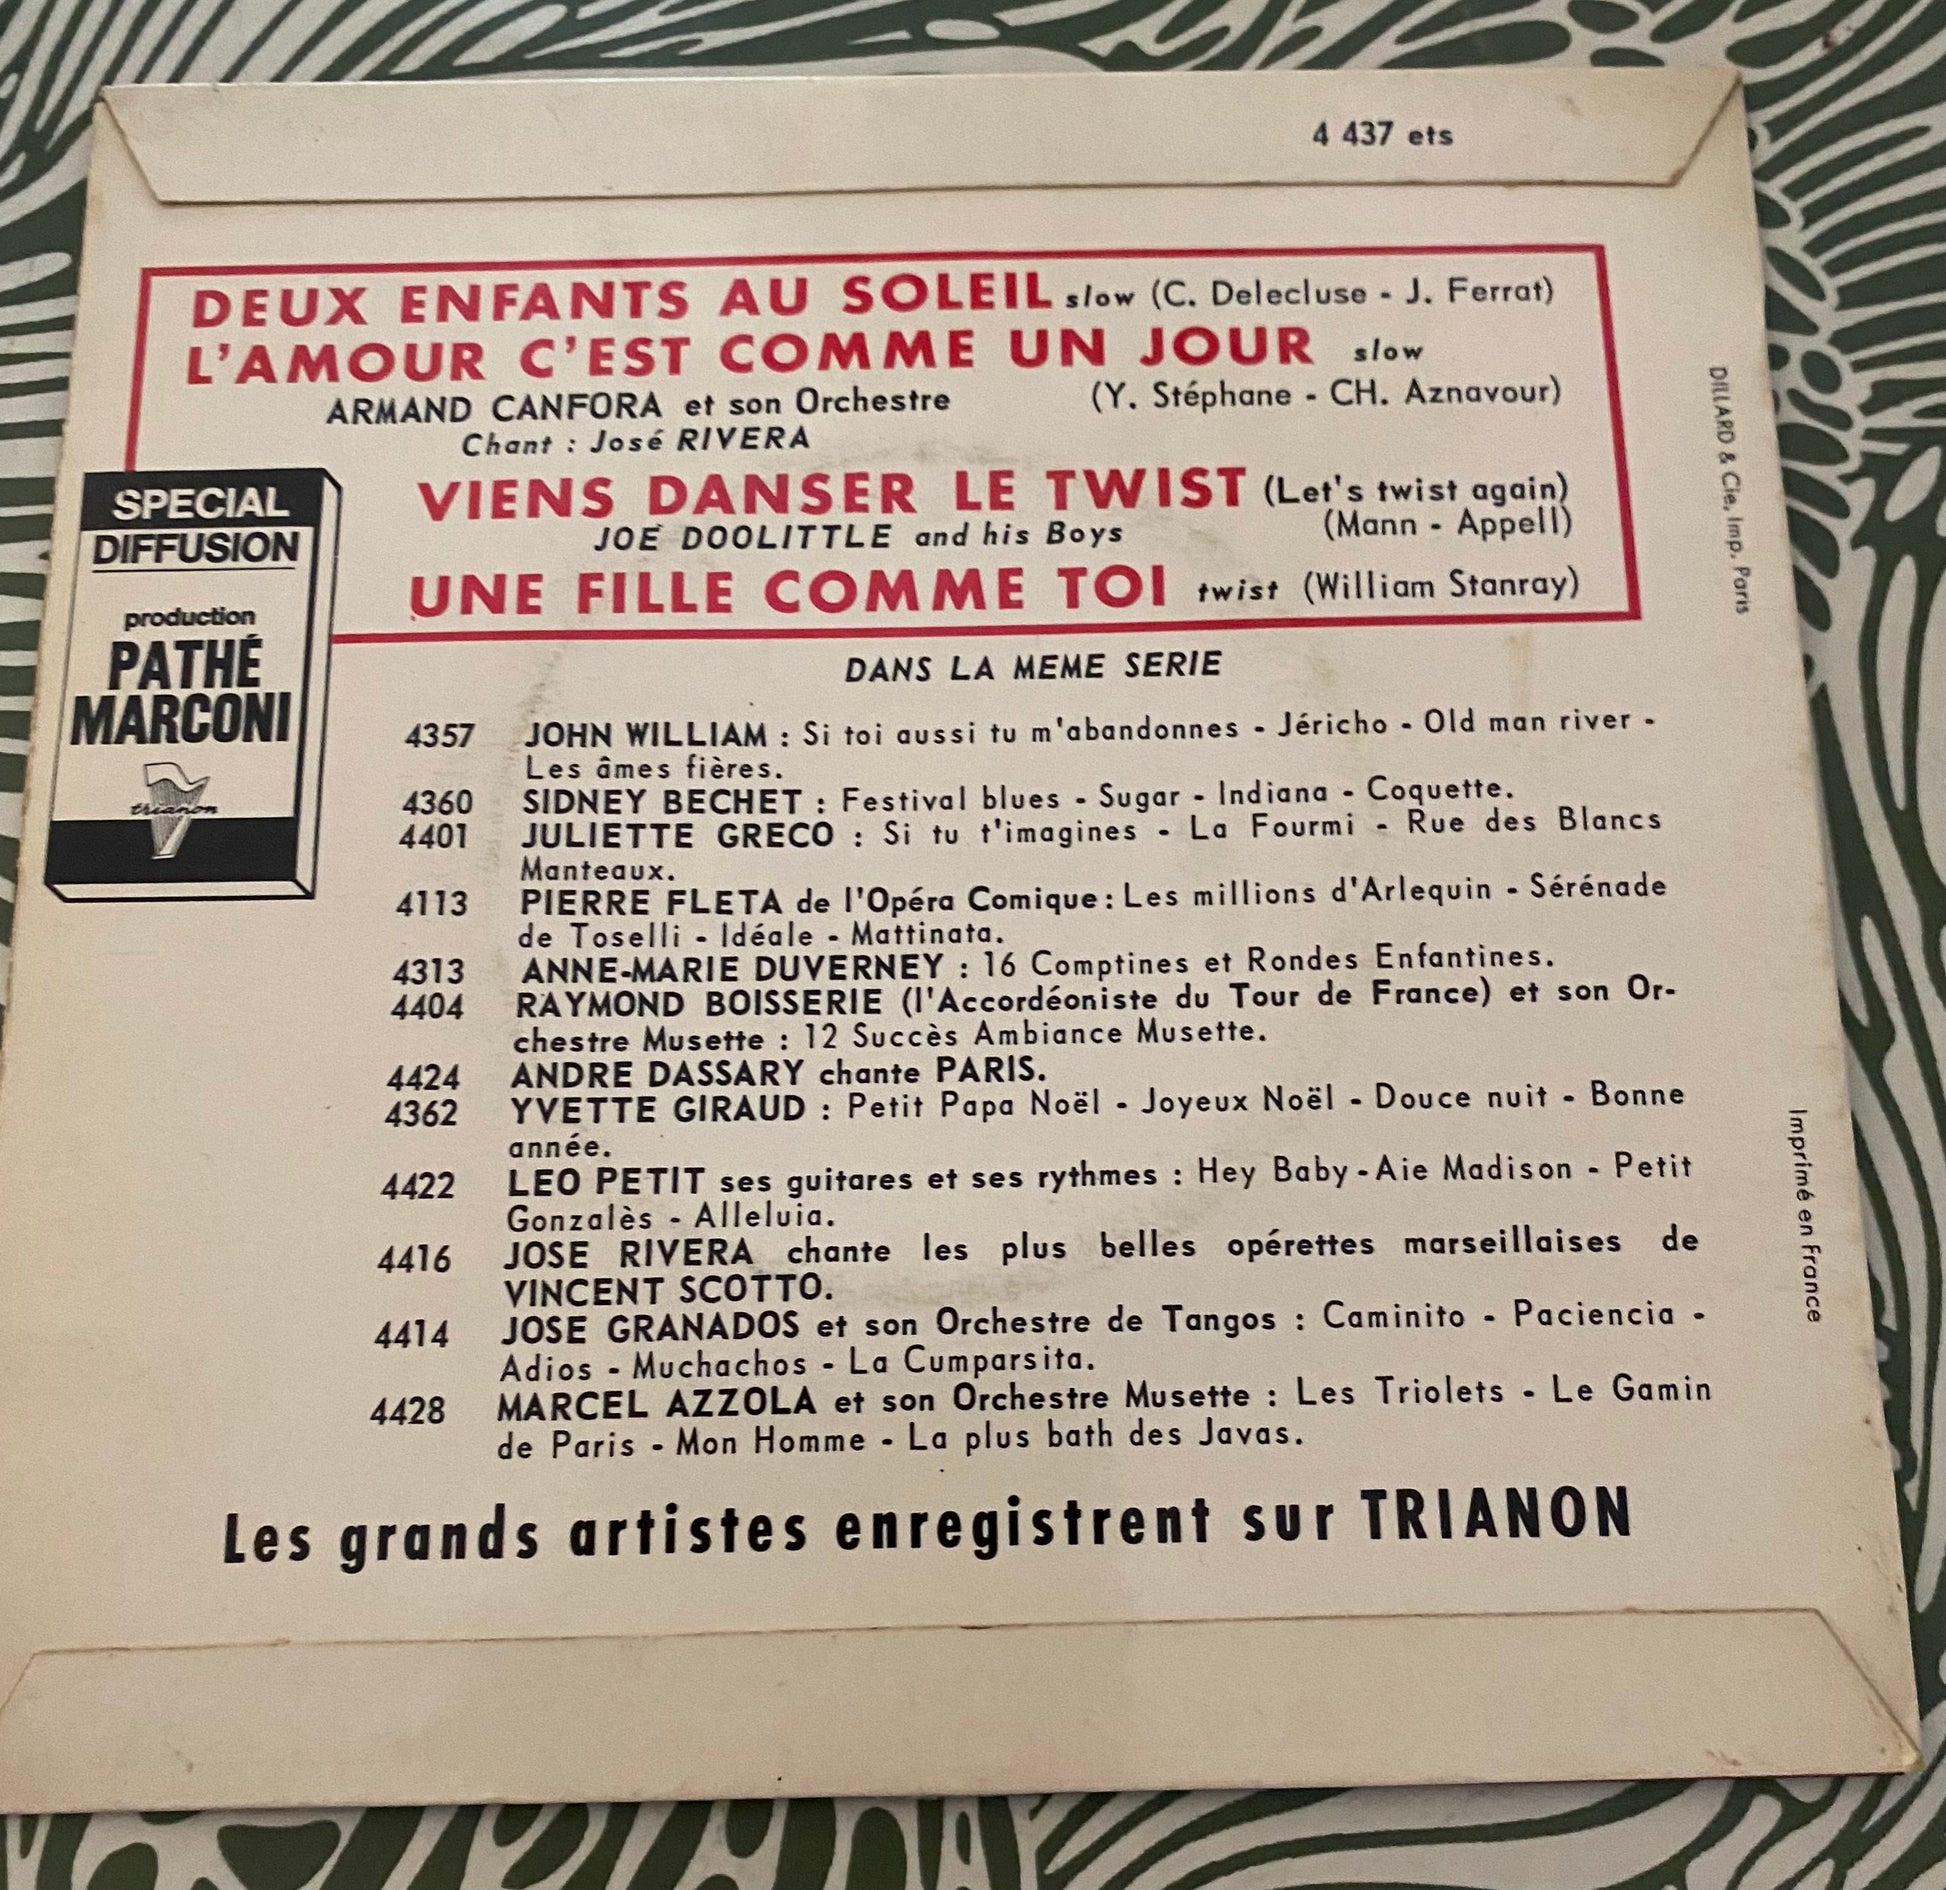 4 437 ets
DEUX ENFANTS AU SOLEIL slow (C. Delecluse - J. Ferrat)
L'AMOUR C'EST COMME UN JOUR slow
ARMAND CANFORA et son Orchestre (Y. Stéphane - CH. Aznavour)
Chant : José RIVERA
VIENS DANSER LE TWIST (Let's twist again)
JOE DOOLITTLE and his Boys (Mann - Appell)
UNE FILLE COMME TOI twist (William Stanray)
SPECIAL
DIFFUSION
production
PATHÉ
MARCONI
trianon
DANS LA MEME SERIE
4357 JOHN WILLIAM : Si toi aussi tu m'abandonnes - Jéricho - Old man river -
Les âmes fières.
4360 SIDNEY BECHET : Festival blues - Sugar - Indiana - Coquette.
4401 JULIETTE GRECO : Si tu t'imagines - La Fourmi - Rue des Blancs
Manteaux.
4113 PIERRE FLETA de l'Opéra Comique : Les millions d'Arlequin - Sérénade
de Toselli - Idéale - Mattinata.
4313 ANNE-MARIE DUVERNEY : 16 Comptines et Rondes Enfantines.
4404 RAYMOND BOISSERIE (l'Accordéoniste du Tour de France) et son Or-
chestre Musette : 12 Succès Ambiance Musette.
4424 ANDRE DASSARY chante PARIS.
4362 YVETTE GIRAUD : Petit Papa Noël - Joyeux Noël - Douce nuit - Bonne
année.
4422 LEO PETIT ses guitares et ses rythmes : Hey Baby - Aie Madison - Petit
Gonzalès - Alleluia.
4416 JOSE RIVERA chante les plus belles opérettes marseillaises de
VINCENT SCOTTO.
4414 JOSE GRANADOS et son Orchestre de Tangos : Caminito - Paciencia -
Adios - Muchachos - La Cumparsita.
4428 MARCEL AZZOLA et son Orchestre Musette : Les Triolets - Le Gamin
de Paris - Mon Homme - La plus bath des Javas.
Les grands artistes enregistrent sur TRIANON
DILLARD & Cie, Imp. Paris
Imprimé en France